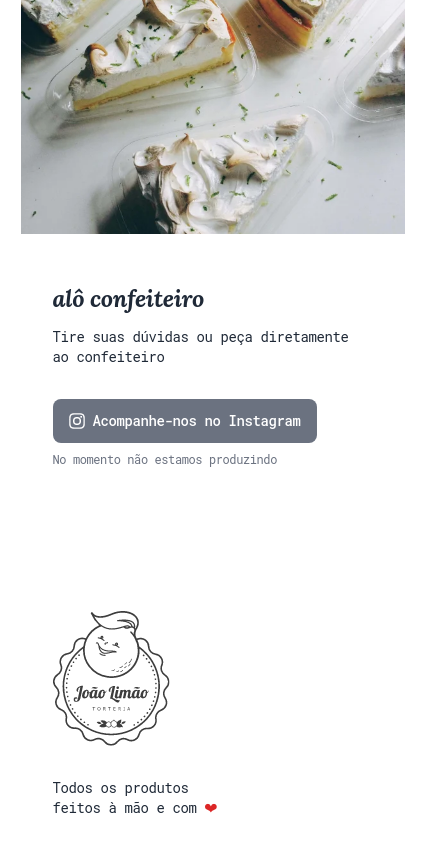 alô confeiteiro
Tire suas dúvidas ou peça diretamente
ao confeiteiro
Acompanhe-nos no Instagram
No momento não estamos produzindo
João Limão
TORTERIA
Todos os produtos
feitos à mão e com ❤